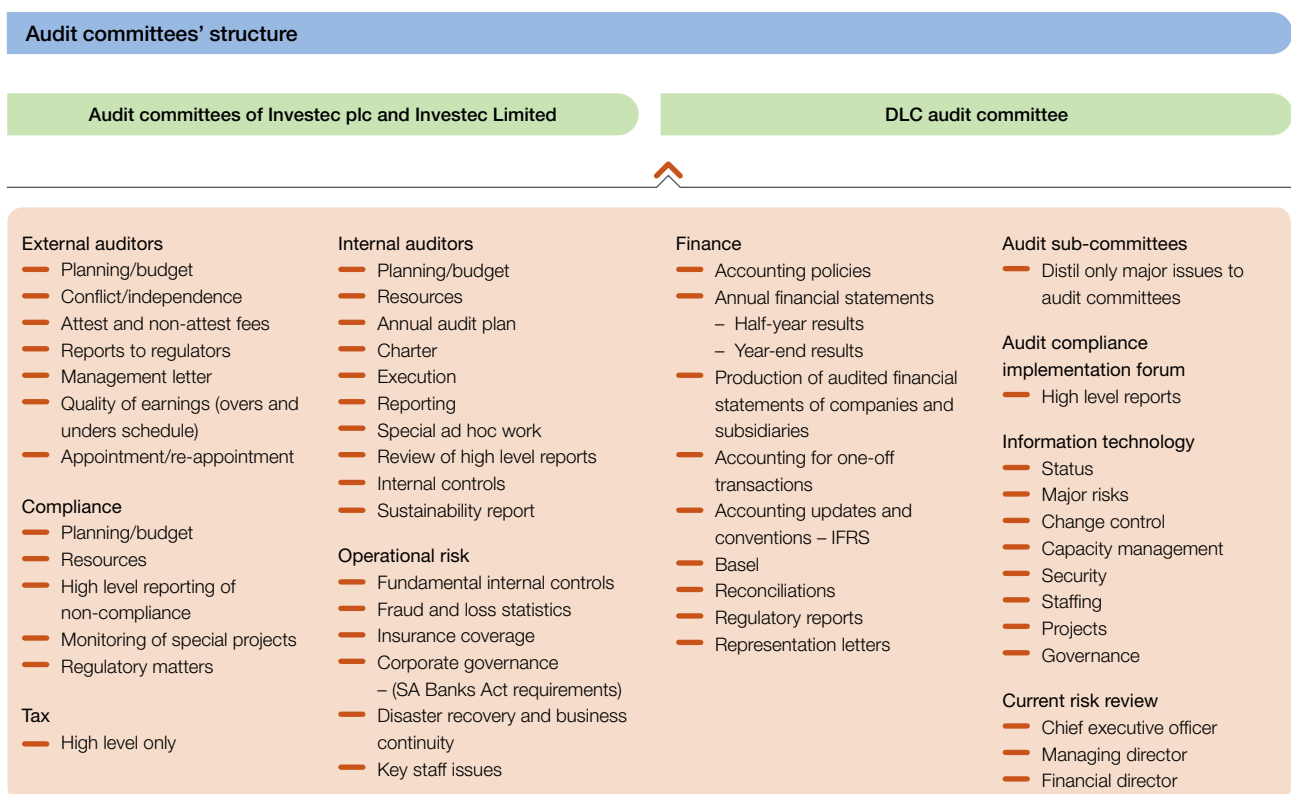 Audit committees' structure
Audit committees of Investec plc and Investec Limited
DLC audit committee
External auditors
Planning/budget
Conflict/independence
Attest and non-attest fees
Reports to regulators
Management letter
Quality of earnings (overs and
unders schedule)
Appointment/re-appointment
Compliance
Planning/budget
Resources
High level reporting of
non-compliance
Monitoring of special projects
Regulatory matters
Tax
High level only
Internal auditors
Planning/budget
Resources
Annual audit plan
Charter
Execution
Reporting
Special ad hoc work
Review of high level reports
Internal controls
Sustainability report
Operational risk
Fundamental internal controls
Fraud and loss statistics
Insurance coverage
Corporate governance
– (SA Banks Act requirements)
Disaster recovery and business
continuity
Key staff issues
Finance
Accounting policies
Annual financial statements
– Half-year results
– Year-end results
Production of audited financial
statements of companies and
subsidiaries
Accounting for one-off
transactions
Accounting updates and
conventions – IFRS
Basel
Reconciliations
Regulatory reports
Representation letters
Audit sub-committees
Distil only major issues to
audit committees
Audit compliance
implementation forum
High level reports
Information technology
Status
Major risks
Change control
Capacity management
Security
Staffing
Projects
Governance
Current risk review
Chief executive officer
Managing director
Financial director